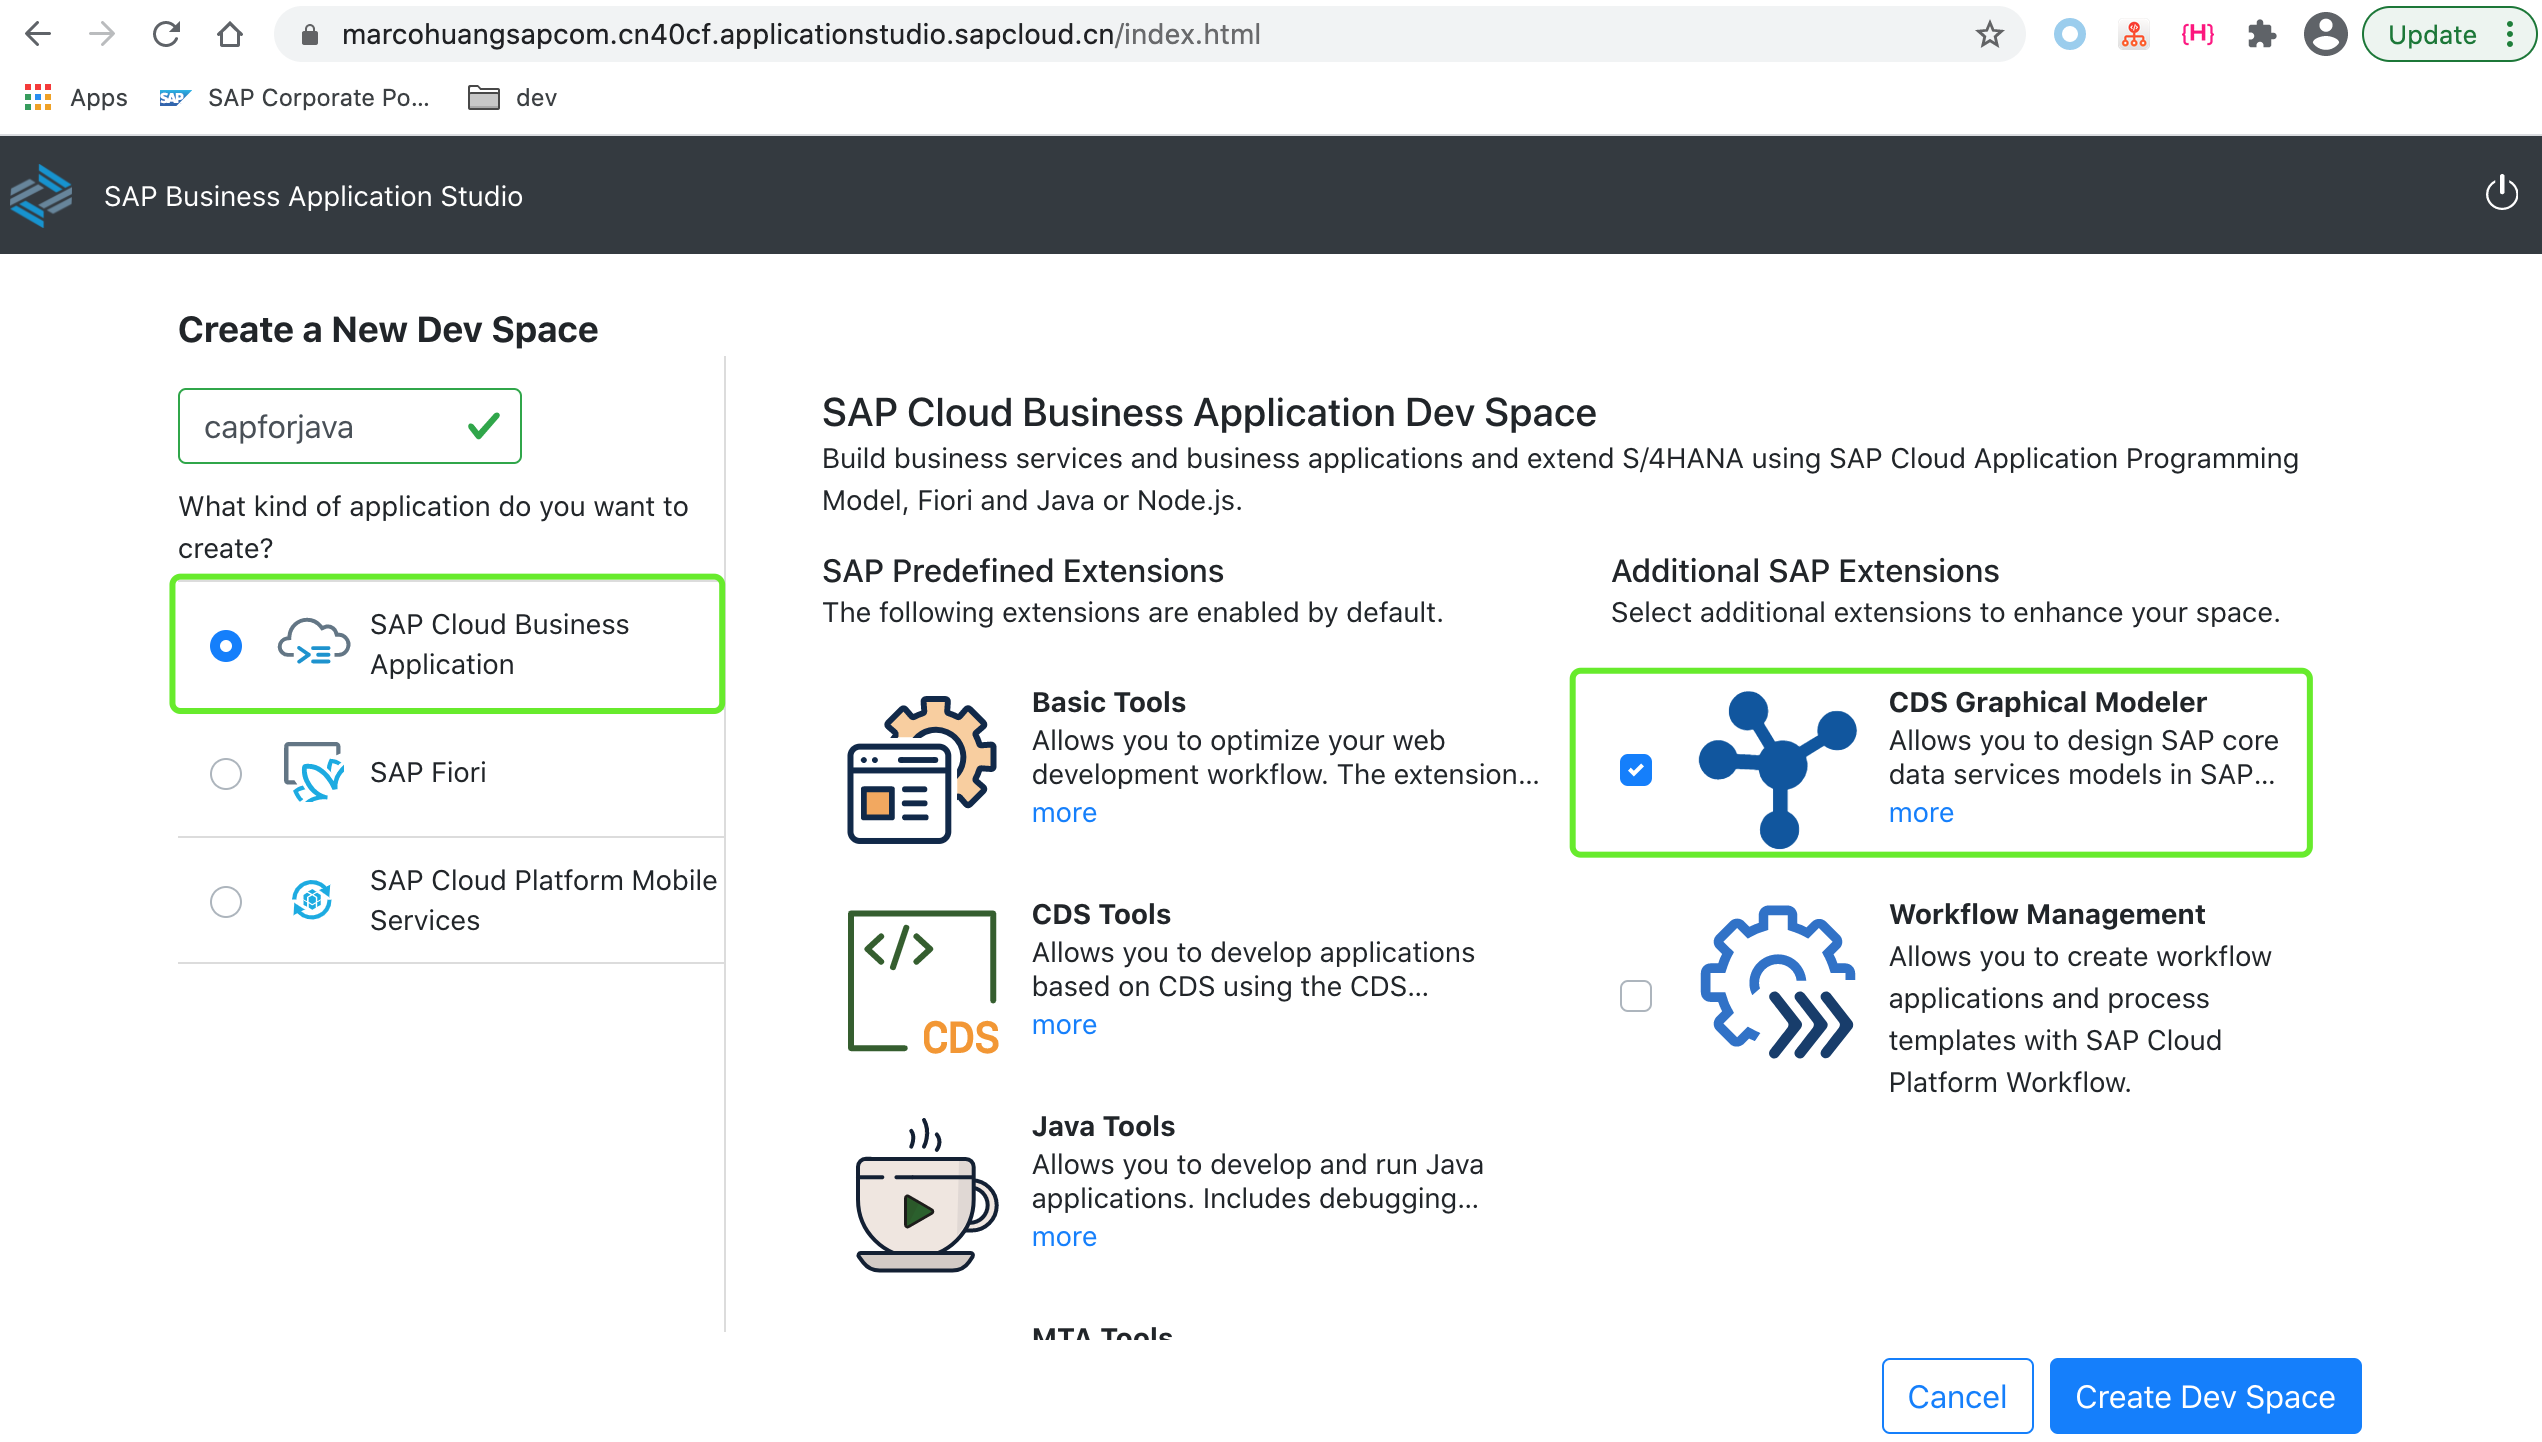 marcohuangsapcom.cn40cf.applicationstudio.sapcloud.cn/index.html
{H}
Update
Apps
SAP
SAP Corporate Po...
dev
SAP Business Application Studio
Create a New Dev Space
capforjava
What kind of application do you want to
create?
SAP Cloud Business
Application
SAP Fiori
SAP Cloud Platform Mobile
Services
SAP Cloud Business Application Dev Space
Build business services and business applications and extend S/4HANA using SAP Cloud Application Programming
Model, Fiori and Java or Node.js.
SAP Predefined Extensions
The following extensions are enabled by default.
Basic Tools
Allows you to optimize your web
development workflow. The extension...
more
</>
CDS
CDS Tools
Allows you to develop applications
based on CDS using the CDS...
more
Java Tools
Allows you to develop and run Java
applications. Includes debugging...
more
MTA Tools
Additional SAP Extensions
Select additional extensions to enhance your space.
CDS Graphical Modeler
Allows you to design SAP core
data services models in SAP...
more
Workflow Management
Allows you to create workflow
applications and process
templates with SAP Cloud
Platform Workflow.
Cancel
Create Dev Space